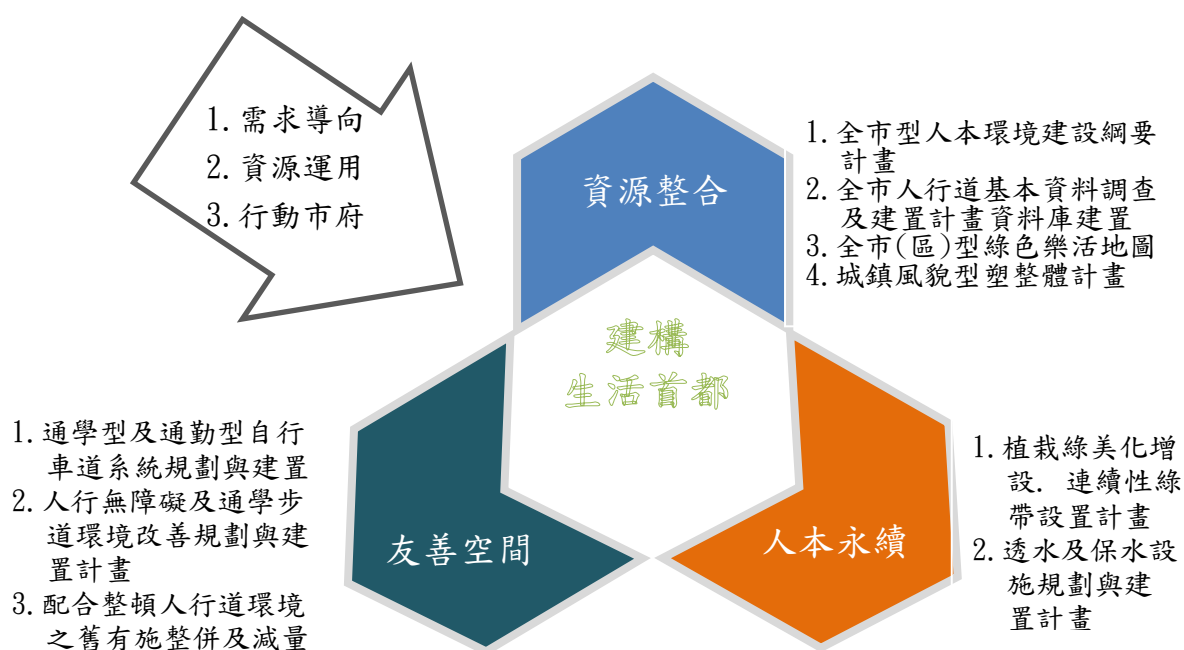 1.需求導向
2.資源運用
3.行動市府
資源整合
1.全市型人本環境建設綱要
計畫
2.全市人行道基本資料調查
及建置計畫資料庫建置
3.全市(區)型綠色樂活地圖
4.城鎮風貌型塑整體計畫
建構
生活首都
1.通學型及通勤型自行
車道系統規劃與建置
2.人行無障礙及通學步
道環境改善規劃與建
置計畫
3.配合整頓人行道環境
之舊有施整併及減量
友善空間
人本永續
1.植栽綠美化增
設. 連續性綠
帶設置計畫
2.透水及保水設
施規劃與建
置計畫